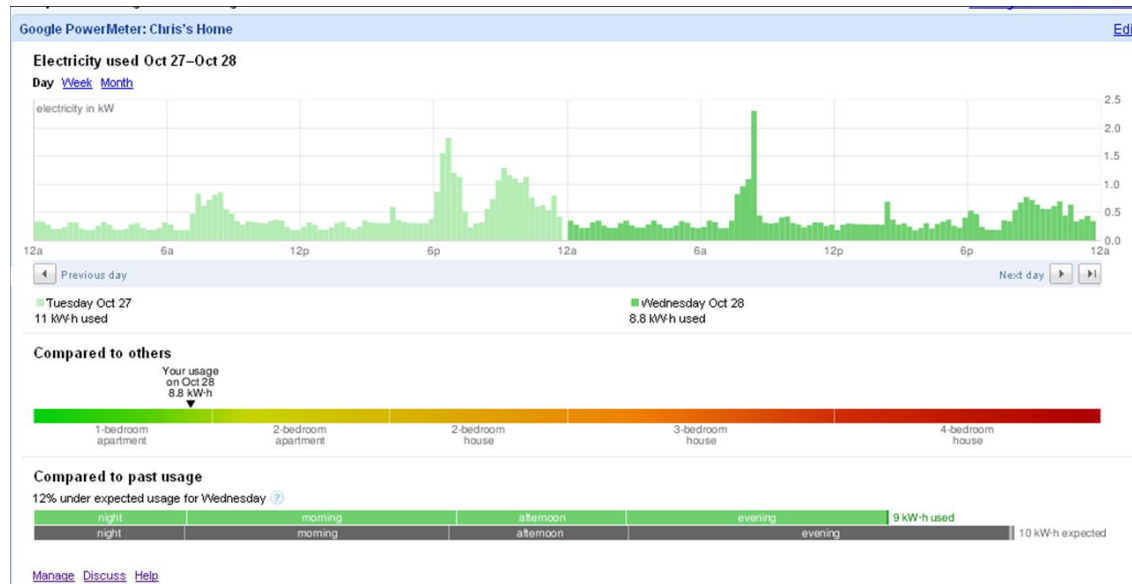 Google PowerMeter: Chris's Home
Edi
Electricity used Oct 27–Oct 28
Day Week Month
electricity in kW
2.5
2.0
1.5
1.0
0.5
0.0
12a 6a 12p 6p 12a 6a 12p 6p 12a
Previous day
Next day
Tuesday Oct 27
11 kW-h used
Wednesday Oct 28
8.8 kW-h used
Compared to others
Your usage
on Oct 28
8.8 kW-h
1-bedroom
apartment
2-bedroom
apartment
2-bedroom
house
3-bedroom
house
4-bedroom
house
Compared to past usage
12% under expected usage for Wednesday ?
night morning afternoon evening 9 kW-h used
night morning afternoon evening 10 kW-h expected
Manage Discuss Help